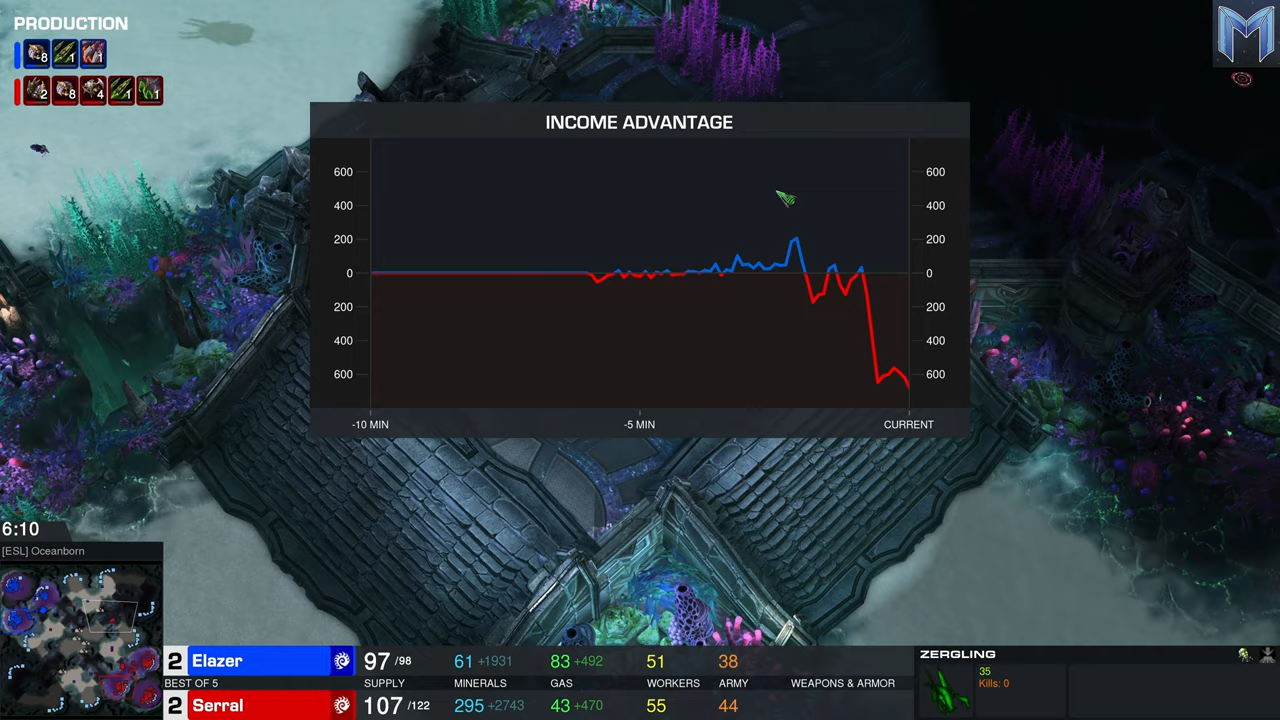 PRODUCTION
8 1 1
2 8 4 1 1
INCOME ADVANTAGE
600 600
400 400
200 200
0 0
200 200
400 400
600 600
-10 MIN -5 MIN CURRENT
6:10
[ESL] Oceanborn
2 Elazer 97 /98 61 +1931 83 +492 51 38
BEST OF 5 SUPPLY MINERALS GAS WORKERS ARMY WEAPONS & ARMOR
2 Serral 107 /122 295 +2743 43 +470 55 44
ZERGLING
35
Kills: 0